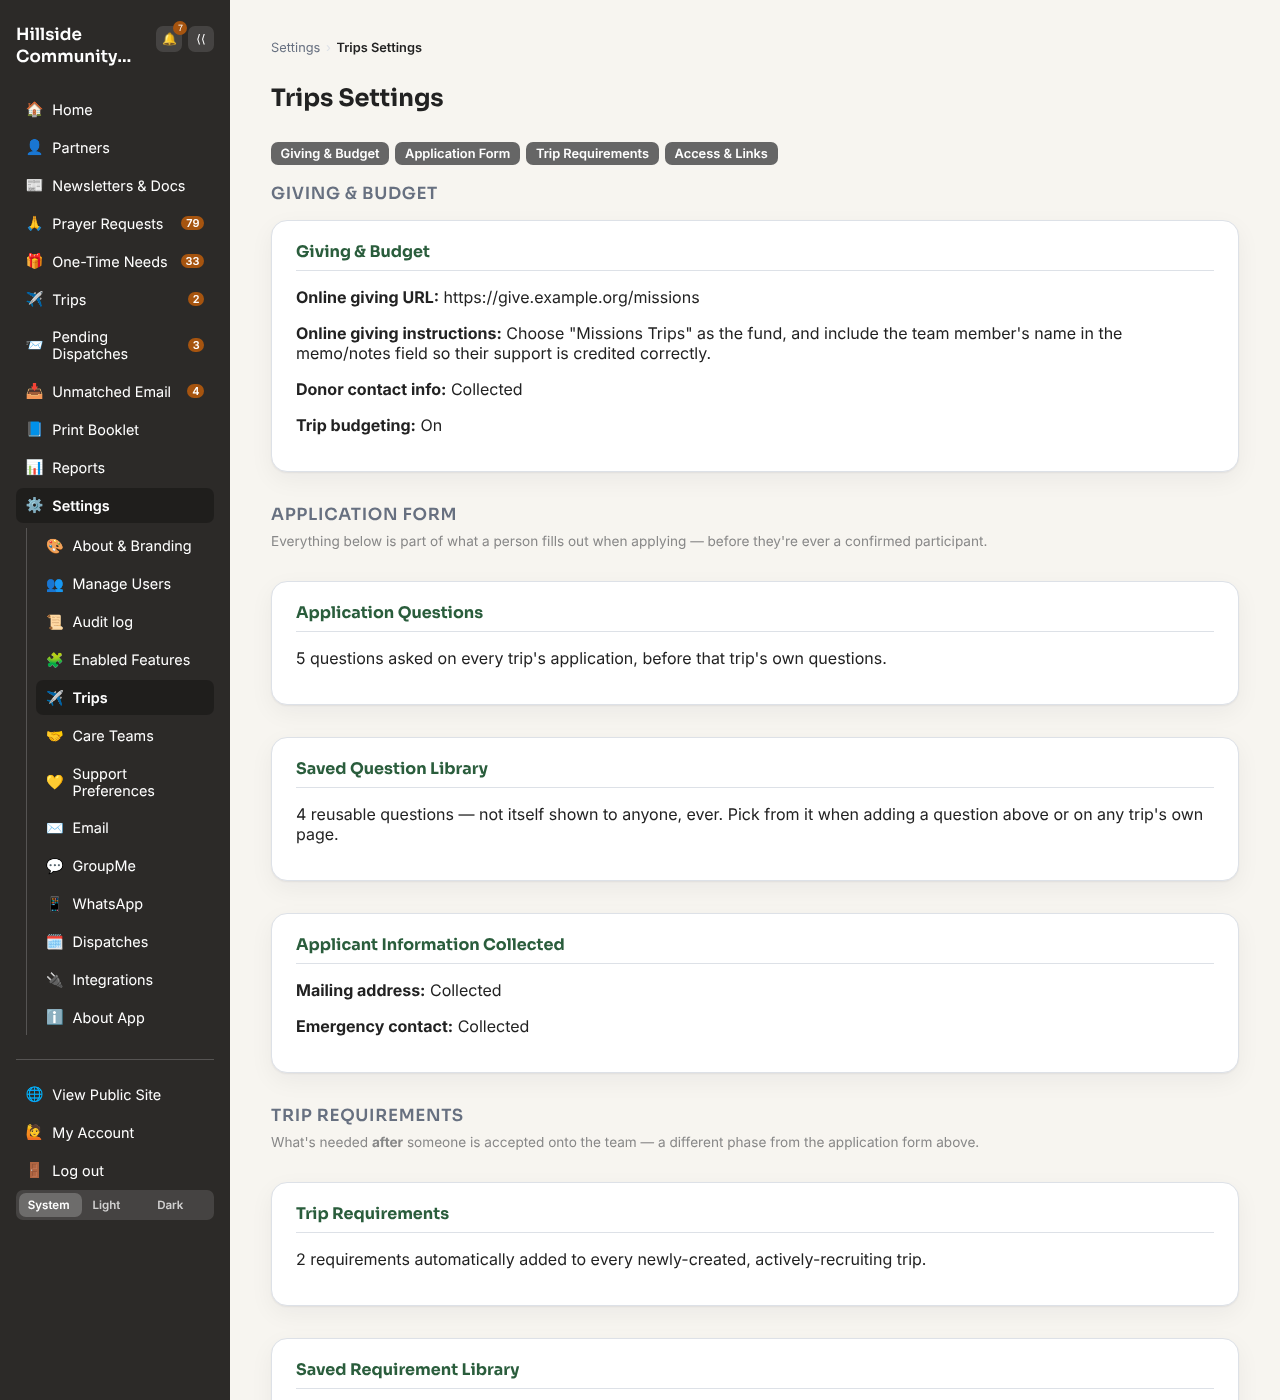 Hillside
Community...
7
⟨⟨
Home
Partners
Newsletters & Docs
Prayer Requests 79
One-Time Needs 33
Trips 2
Pending
Dispatches 3
Unmatched Email 4
Print Booklet
Reports
Settings
About & Branding
Manage Users
Audit log
Enabled Features
Trips
Care Teams
Support
Preferences
Email
GroupMe
WhatsApp
Dispatches
Integrations
About App
View Public Site
My Account
Log out
System Light Dark
Settings › Trips Settings
Trips Settings
Giving & Budget Application Form Trip Requirements Access & Links
GIVING & BUDGET
Giving & Budget
Online giving URL: https://give.example.org/missions
Online giving instructions: Choose "Missions Trips" as the fund, and include the team member's name in the
memo/notes field so their support is credited correctly.
Donor contact info: Collected
Trip budgeting: On
APPLICATION FORM
Everything below is part of what a person fills out when applying — before they're ever a confirmed participant.
Application Questions
5 questions asked on every trip's application, before that trip's own questions.
Saved Question Library
4 reusable questions — not itself shown to anyone, ever. Pick from it when adding a question above or on any trip's own
page.
Applicant Information Collected
Mailing address: Collected
Emergency contact: Collected
TRIP REQUIREMENTS
What's needed after someone is accepted onto the team — a different phase from the application form above.
Trip Requirements
2 requirements automatically added to every newly-created, actively-recruiting trip.
Saved Requirement Library